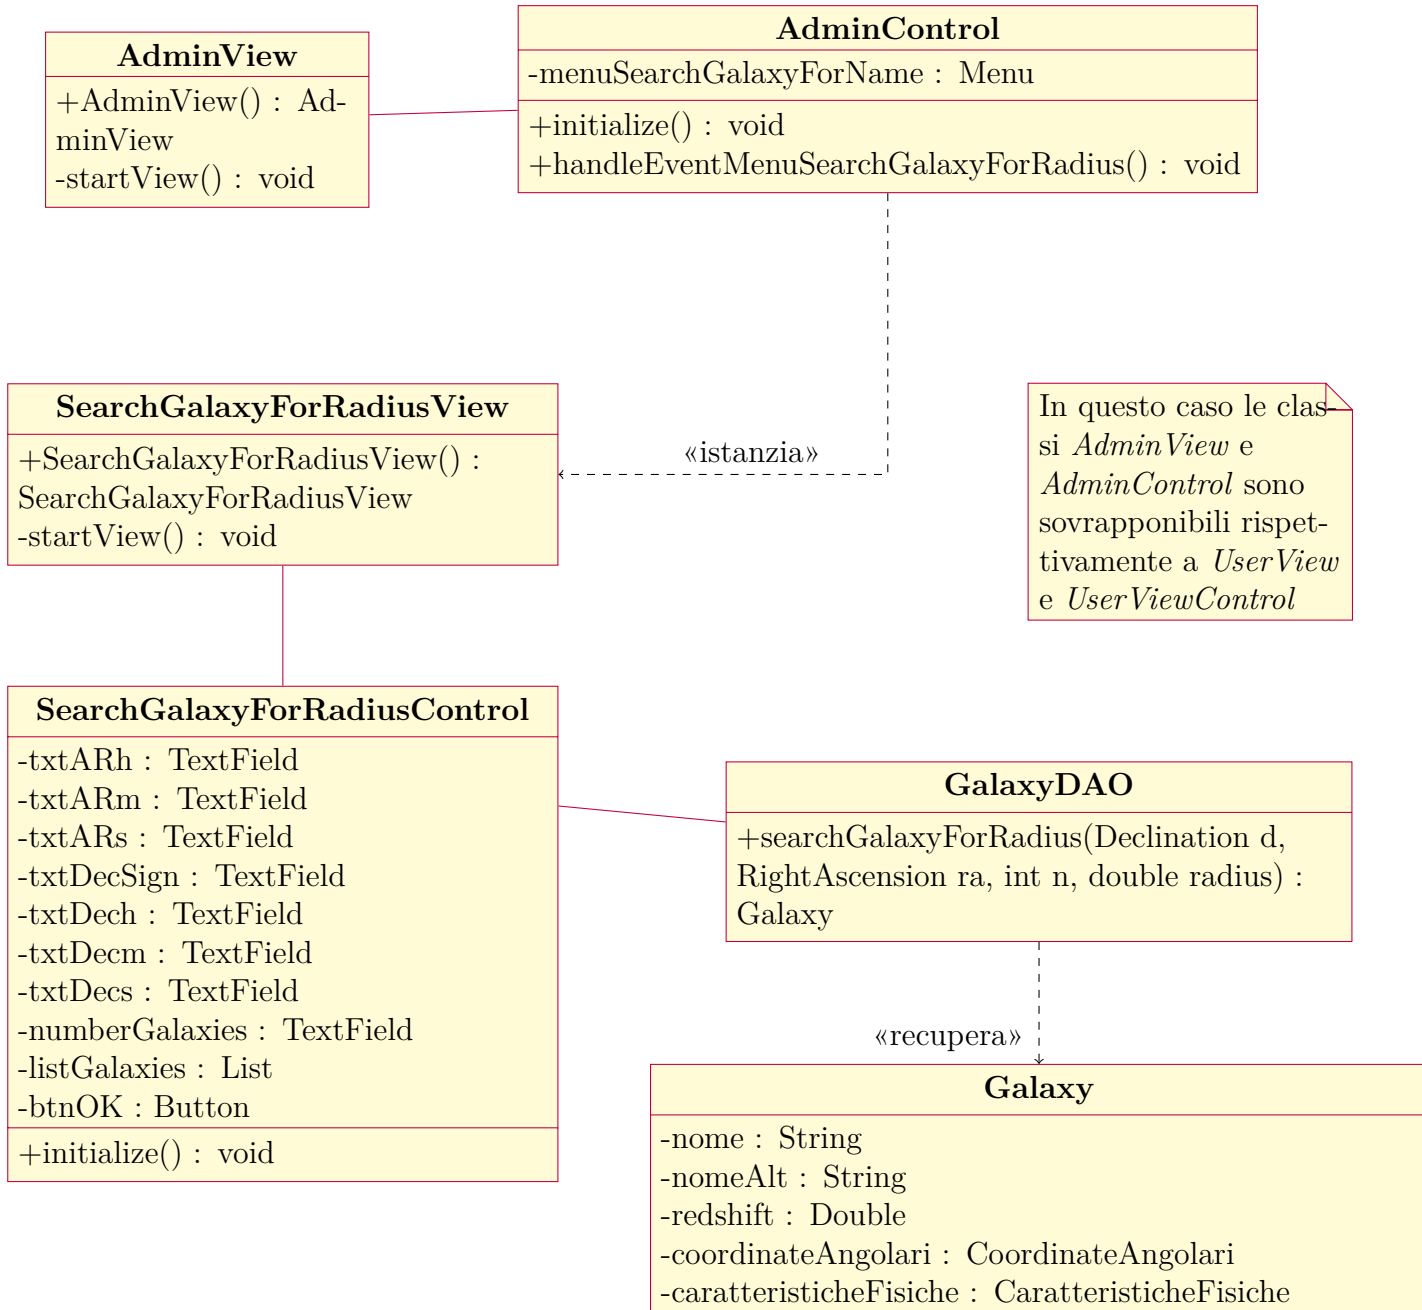 AdminView
+AdminView() : Ad-
minView
-startView() : void
AdminControl
-menuSearchGalaxyForName : Menu
+initialize() : void
+handleEventMenuSearchGalaxyForRadius() : void
«istanzia»
SearchGalaxyForRadiusView
+SearchGalaxyForRadiusView() :
SearchGalaxyForRadiusView
-startView() : void
In questo caso le clas-
si AdminView e
AdminControl sono
sovrapponibili rispet-
tivamente a UserView
e UserViewControl
SearchGalaxyForRadiusControl
-txtARh : TextField
-txtARm : TextField
-txtARs : TextField
-txtDecSign : TextField
-txtDech : TextField
-txtDecm : TextField
-txtDecs : TextField
-numberGalaxies : TextField
-listGalaxies : List
-btnOK : Button
+initialize() : void
GalaxyDAO
+searchGalaxyForRadius(Declination d,
RightAscension ra, int n, double radius) :
Galaxy
«recupera»
Galaxy
-nome : String
-nomeAlt : String
-redshift : Double
-coordinateAngolari : CoordinateAngolari
-caratteristicheFisiche : CaratteristicheFisiche